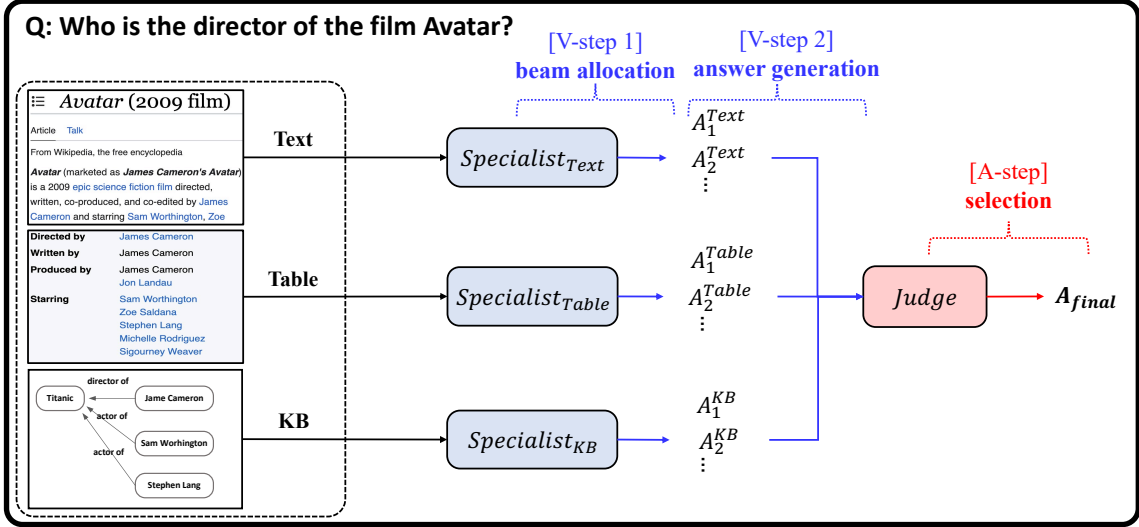 Q: Who is the director of the film Avatar?
[V-step 1]
beam allocation
[V-step 2]
answer generation
Avatar (2009 film)
Article Talk
From Wikipedia, the free encyclopedia
Avatar (marketed as James Cameron's Avatar)
is a 2009 epic science fiction film directed,
written, co-produced, and co-edited by James
Cameron and starring Sam Worthington, Zoe
Text
Specialist_Text
A_1^Text
A_2^Text
⋮
[A-step]
selection
Directed by James Cameron
Written by James Cameron
Produced by James Cameron
Jon Landau
Starring Sam Worthington
Zoe Saldana
Stephen Lang
Michelle Rodriguez
Sigourney Weaver
Table
Specialist_Table
A_1^Table
A_2^Table
⋮
Judge
A_final
director of
Titanic
Jame Cameron
actor of
Sam Worhington
actor of
Stephen Lang
KB
Specialist_KB
A_1^KB
A_2^KB
⋮